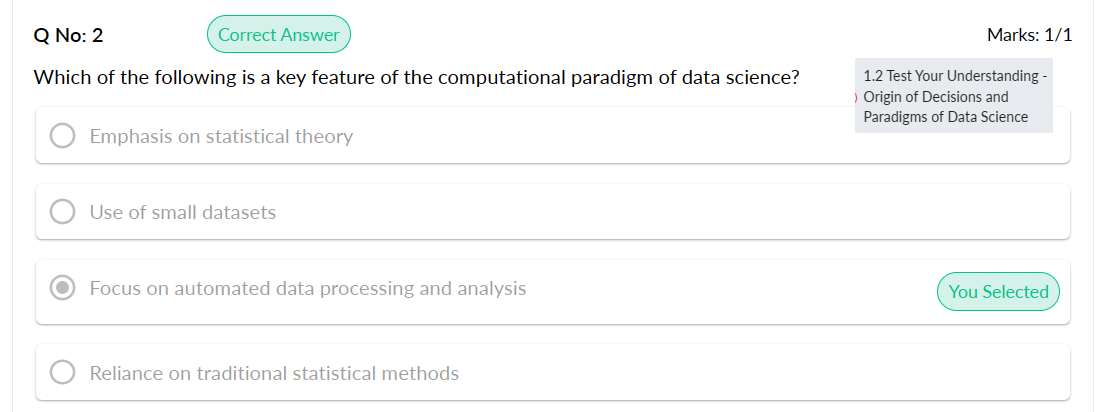 Q No: 2
Correct Answer
Marks: 1/1
Which of the following is a key feature of the computational paradigm of data science?
1.2 Test Your Understanding -
Origin of Decisions and
Paradigms of Data Science
Emphasis on statistical theory
Use of small datasets
Focus on automated data processing and analysis
You Selected
Reliance on traditional statistical methods